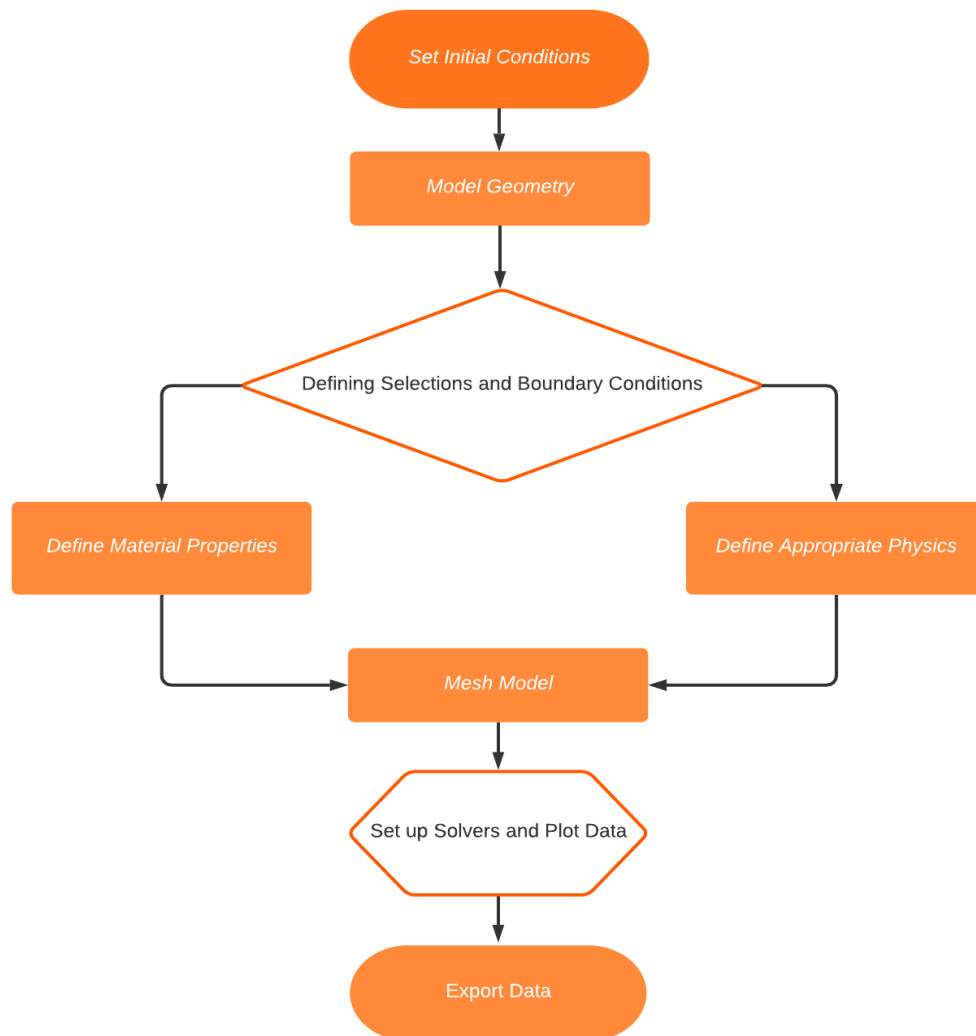 Set Initial Conditions
Model Geometry
Defining Selections and Boundary Conditions
Define Material Properties
Define Appropriate Physics
Mesh Model
Set up Solvers and Plot Data
Export Data